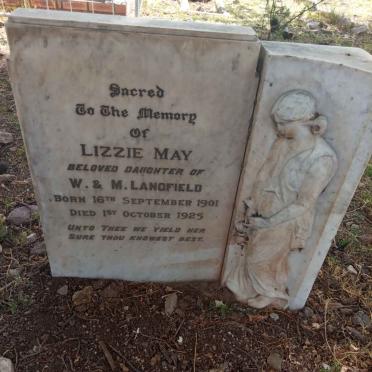 Sacred
To The Memory
Of
LIZZIE MAY
BELOVED DAUGHTER OF
W. & M. LANGFIELD
BORN 16TH SEPTEMBER 1901
DIED 1ST OCTOBER 1925
UNTO THEE WE YIELD HER
SURE THOU KNOWEST BEST.